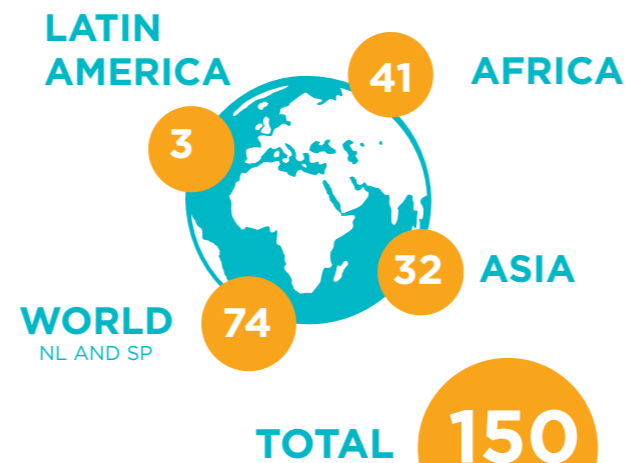 LATIN
AMERICA
3
41
AFRICA
32
ASIA
WORLD
NL AND SP
74
TOTAL
150